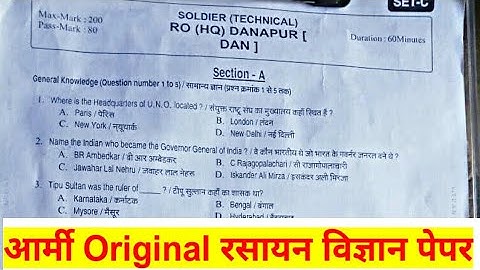 SET-C
Max-Mark : 200
Pass-Mark : 80
SOLDIER (TECHNICAL)
RO (HQ) DANAPUR [
DAN ]
Duration : 60Minutes
Section - A
General Knowledge (Question number 1 to 5) / सामान्य ज्ञान (प्रश्न क्रमांक 1 से 5 तक)
1. Where is the Headquarters of U.N.O. located ? / संयुक्त राष्ट्र संघ का मुख्यालय कहाँ स्थित है ?
A. Paris / पेरिस B. London / लंदन
C. New York / न्यूयार्क D. New Delhi / नई दिल्ली
2. Name the Indian who became the Governor General of India ? / वे कौन भारतीय थे जो भारत के गवर्नर जनरल बने थे ?
A. BR Ambedkar / बी आर अम्बेडकर B. C Rajagopalachari / सी राजागोपालाचारी
C. Jawahar Lal Nehru / जवाहर लाल नेहरू D. Iskander Ali Mirza / इसकंदर अली मिरजा
3. Tipu Sultan was the ruler of _____ ? / टीपू सुल्तान कहाँ का शासक था?
A. Karnataka / कर्नाटक B. Bengal / बंगाल
C. Mysore / मैसूर D. Hyderabad /
आर्मी Original रसायन विज्ञान पेपर